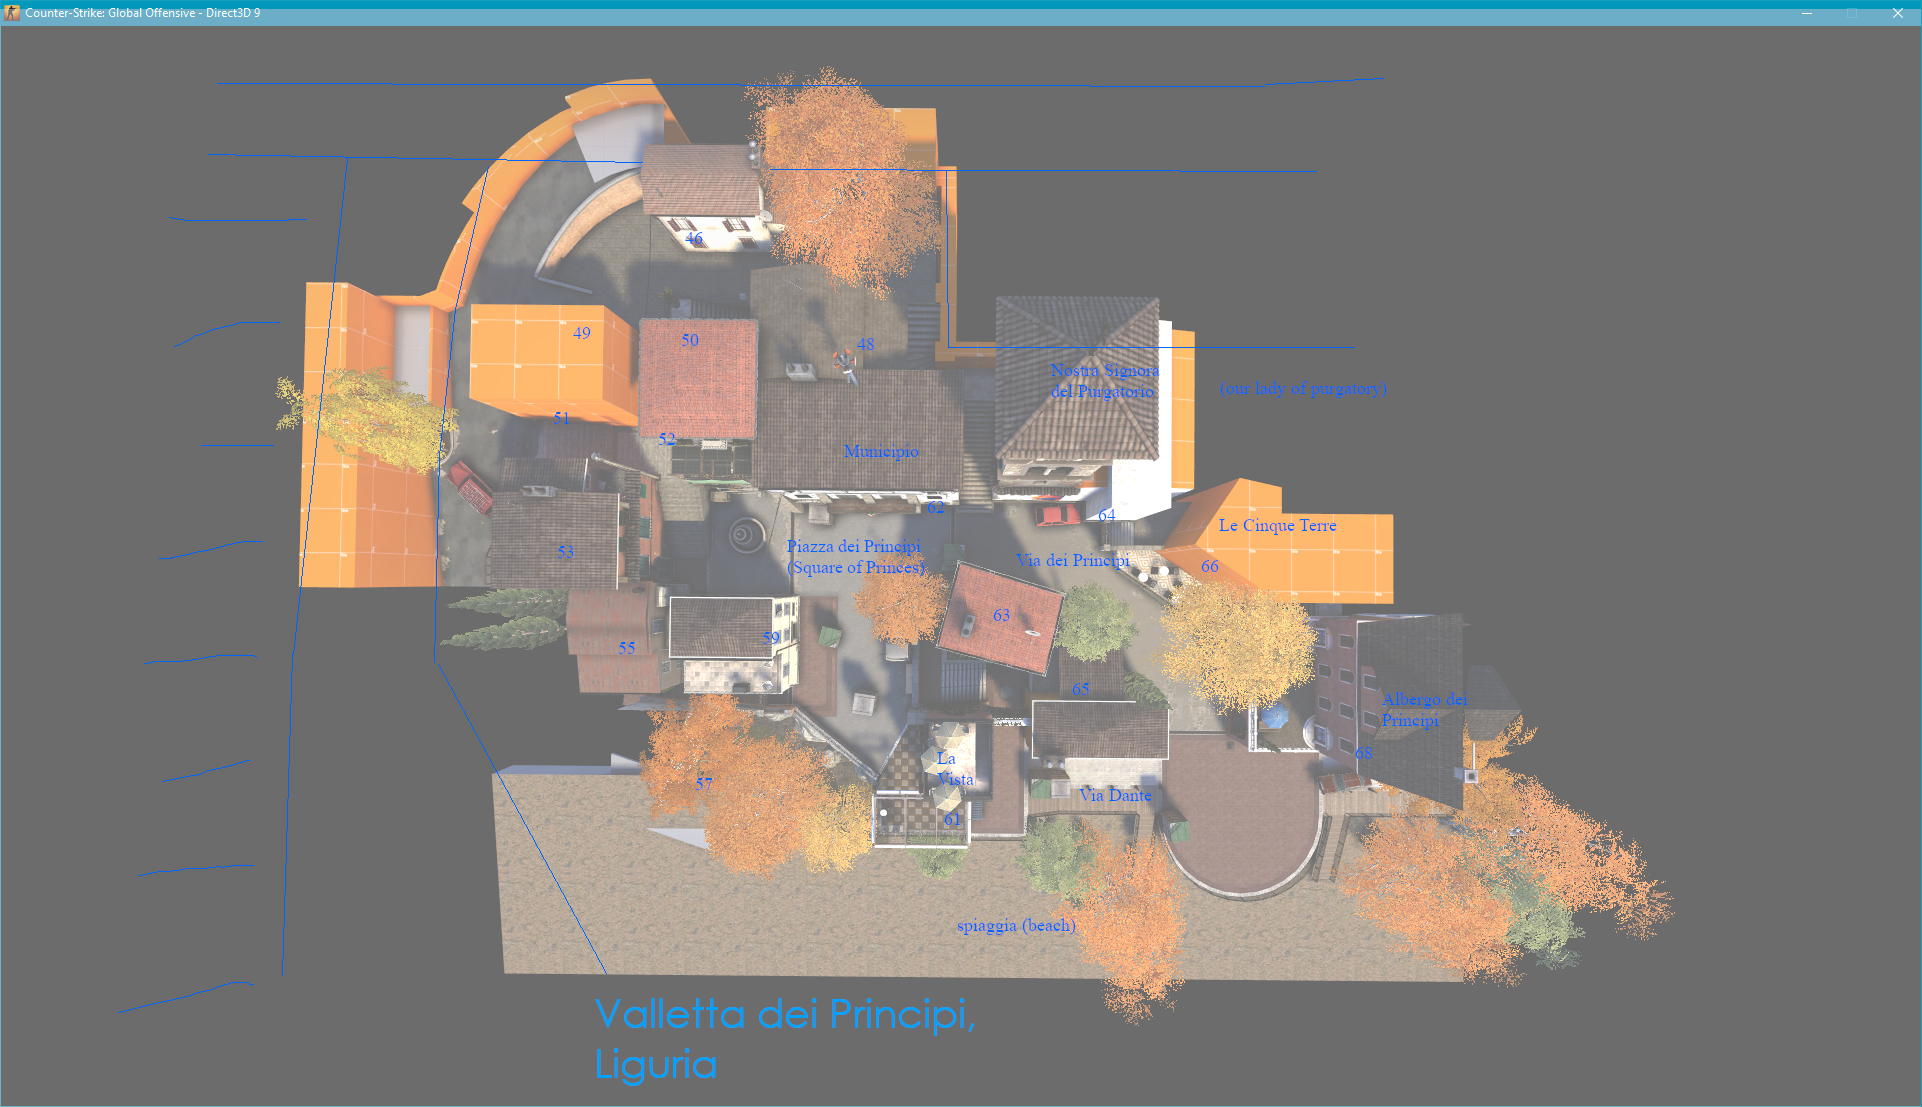 Counter-Strike: Global Offensive - Direct3D 9
46
49
50
48
Nostra Signora
del Purgatorio
(our lady of purgatory)
51
52
Municipio
62
64
Le Cinque Terre
53
Piazza dei Principi
(Square of Princes)
Via dei Principi
66
63
59
55
65
Albergo dei
Principi
68
La
Vista
57
Via Dante
61
spiaggia (beach)
Valletta dei Principi,
Liguria